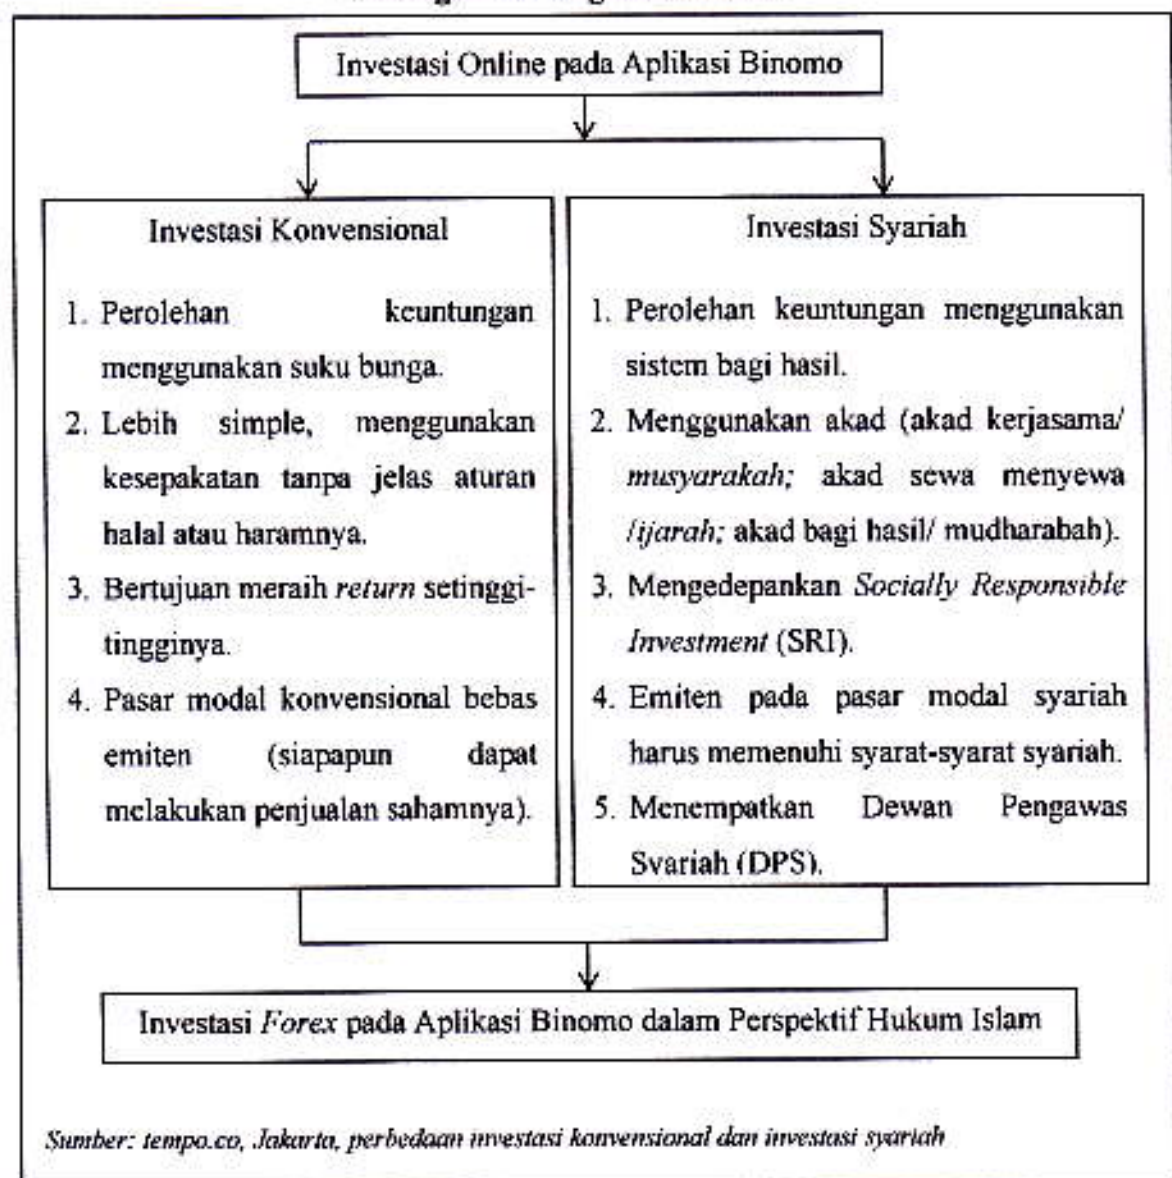 Investasi Online pada Aplikasi Binomo
Investasi Konvensional
1. Perolehan keuntungan
menggunakan suku bunga.
2. Lebih simple, menggunakan
kesepakatan tanpa jelas aturan
halal atau haramnya.
3. Bertujuan meraih return setinggi-
tingginya.
4. Pasar modal konvensional bebas
emiten (siapapun dapat
melakukan penjualan sahamnya).
Investasi Syariah
1. Perolehan keuntungan menggunakan
sistem bagi hasil.
2. Menggunakan akad (akad kerjasama/
musyarakah; akad sewa menyewa
/ijarah; akad bagi hasil/ mudharabah).
3. Mengedepankan Socially Responsible
Investment (SRI).
4. Emiten pada pasar modal syariah
harus memenuhi syarat-syarat syariah.
5. Menempatkan Dewan Pengawas
Syariah (DPS).
Investasi Forex pada Aplikasi Binomo dalam Perspektif Hukum Islam
Sumber: tempo.co, Jakarta, perbedaan investasi konvensional dan investasi syariah